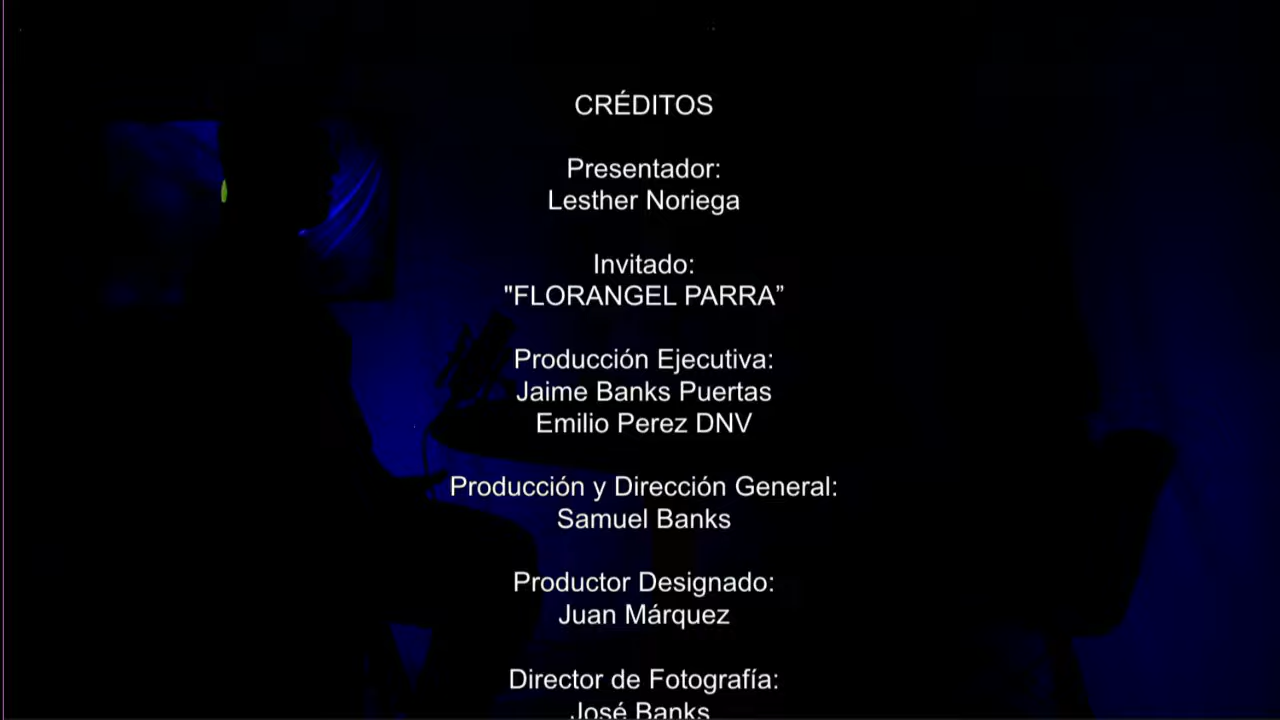 CRÉDITOS
Presentador:
Lesther Noriega
Invitado:
"FLORANGEL PARRA”
Producción Ejecutiva:
Jaime Banks Puertas
Emilio Perez DNV
Producción y Dirección General:
Samuel Banks
Productor Designado:
Juan Márquez
Director de Fotografía:
José Banks